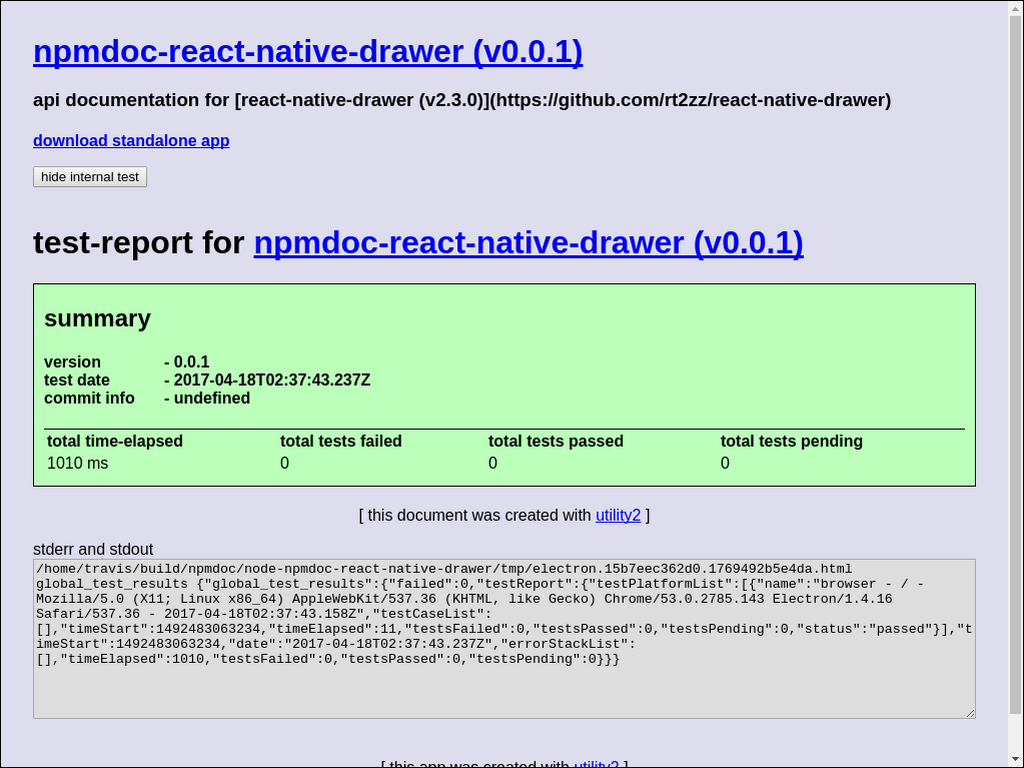 npmdoc-react-native-drawer (v0.0.1)
api documentation for [react-native-drawer (v2.3.0)](https://github.com/rt2zz/react-native-drawer)
download standalone app
hide internal test
test-report for npmdoc-react-native-drawer (v0.0.1)
summary
version - 0.0.1
test date - 2017-04-18T02:37:43.237Z
commit info - undefined
total time-elapsed total tests failed total tests passed total tests pending
1010 ms 0 0 0
[ this document was created with utility2 ]
stderr and stdout
/home/travis/build/npmdoc/node-npmdoc-react-native-drawer/tmp/electron.15b7eec362d0.1769492b5e4da.html
global_test_results {"global_test_results":{"failed":0,"testReport":{"testPlatformList":[{"name":"browser - / -
Mozilla/5.0 (X11; Linux x86_64) AppleWebKit/537.36 (KHTML, like Gecko) Chrome/53.0.2785.143 Electron/1.4.16
Safari/537.36 - 2017-04-18T02:37:43.158Z","testCaseList":
[],"timeStart":1492483063234,"timeElapsed":11,"testsFailed":0,"testsPassed":0,"testsPending":0,"status":"passed"}],"t
imeStart":1492483063234,"date":"2017-04-18T02:37:43.237Z","errorStackList":
[],"timeElapsed":1010,"testsFailed":0,"testsPassed":0,"testsPending":0}}}
[ this app was created with utility2 ]